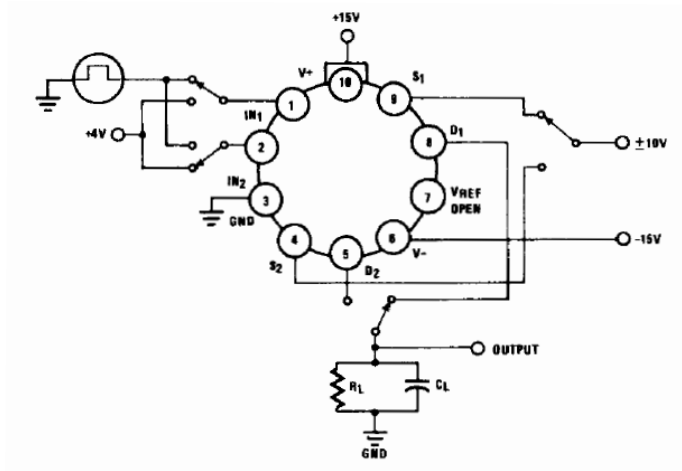 +15V
V+
10
S1
9
IN1
1
+4V
2
D1
8
±10V
IN2
3
GND
VREF
OPEN
7
4
S2
5
D2
6
V-
-15V
OUTPUT
RL
CL
GND